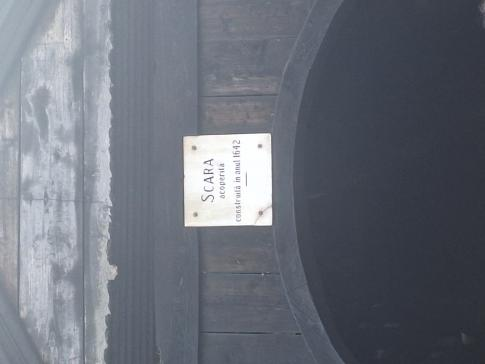 SCARA
acoperită
construită în anul 1642